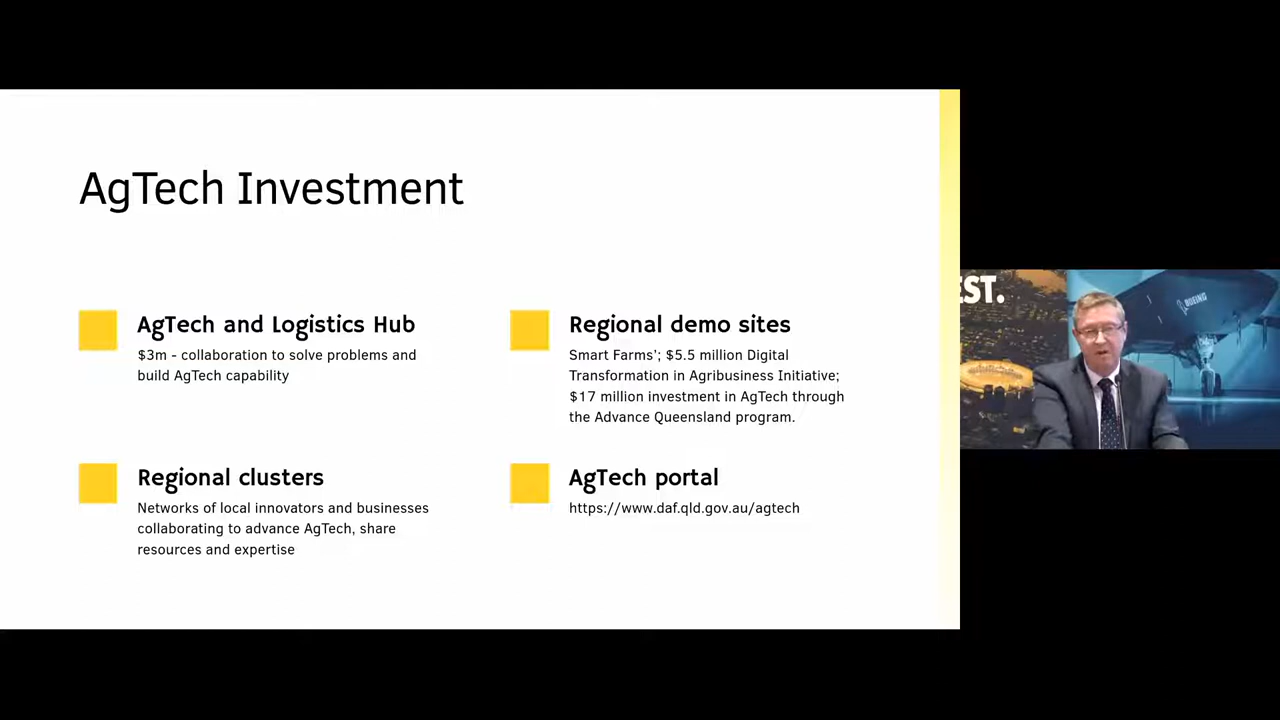 AgTech Investment
AgTech and Logistics Hub
$3m - collaboration to solve problems and
build AgTech capability
Regional demo sites
Smart Farms'; $5.5 million Digital
Transformation in Agribusiness Initiative;
$17 million investment in AgTech through
the Advance Queensland program.
Regional clusters
Networks of local innovators and businesses
collaborating to advance AgTech, share
resources and expertise
AgTech portal
https://www.daf.qld.gov.au/agtech
EST.
BOEING